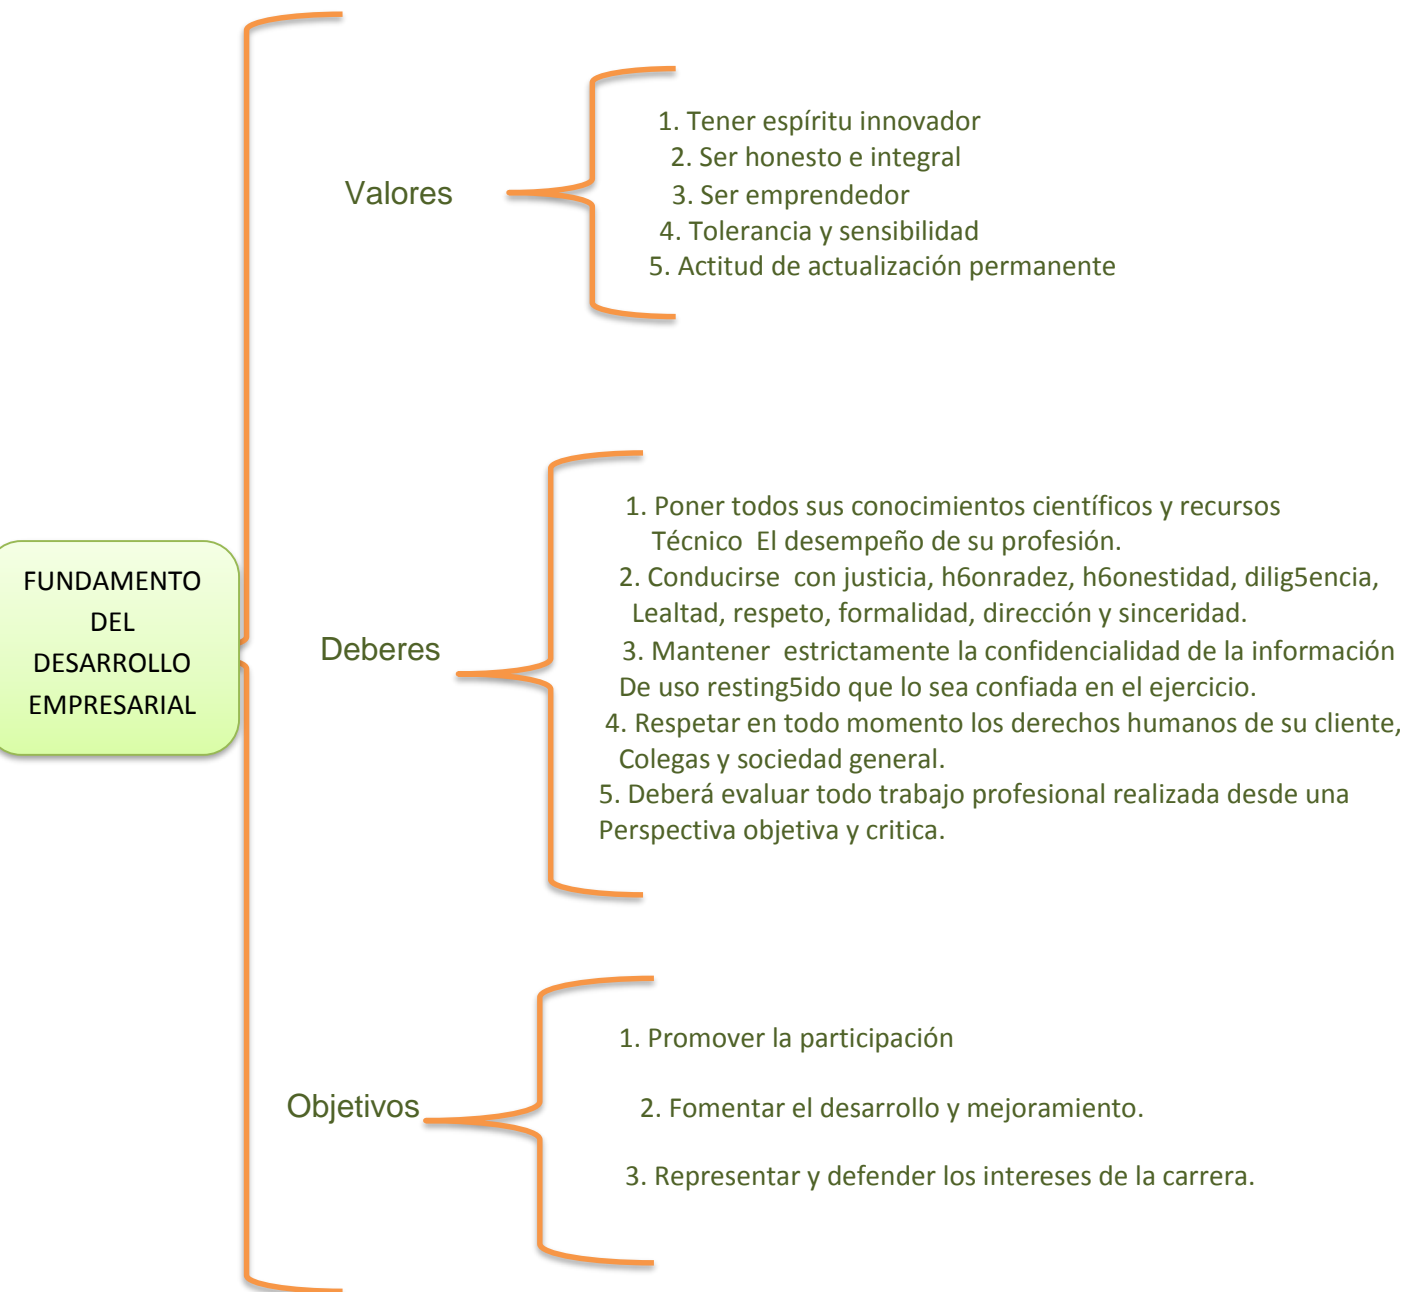 FUNDAMENTO
DEL
DESARROLLO
EMPRESARIAL
Valores
1. Tener espíritu innovador
2. Ser honesto e integral
3. Ser emprendedor
4. Tolerancia y sensibilidad
5. Actitud de actualización permanente
Deberes
1. Poner todos sus conocimientos científicos y recursos
Técnico  El desempeño de su profesión.
2. Conducirse  con justicia, h6onradez, h6onestidad, dilig5encia,
Lealtad, respeto, formalidad, dirección y sinceridad.
3. Mantener  estrictamente la confidencialidad de la información
De uso resting5ido que lo sea confiada en el ejercicio.
4. Respetar en todo momento los derechos humanos de su cliente,
Colegas y sociedad general.
5. Deberá evaluar todo trabajo profesional realizada desde una
Perspectiva objetiva y critica.
Objetivos
1. Promover la participación
2. Fomentar el desarrollo y mejoramiento.
3. Representar y defender los intereses de la carrera.